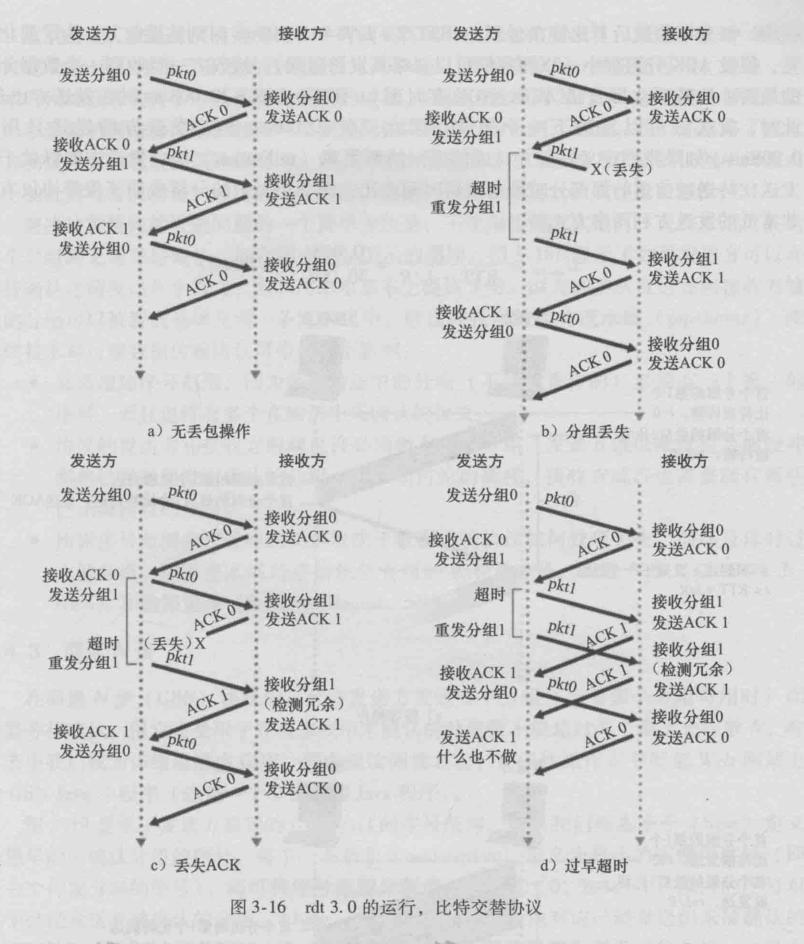 发送方 接收方
发送分组0
pkt0
接收分组0
ACK 0
发送ACK 0
接收ACK 0
发送分组1
pkt1
接收分组1
ACK 1
发送ACK 1
接收ACK 1
发送分组0
pkt0
接收分组0
ACK 0
发送ACK 0
a）无丢包操作
发送方 接收方
发送分组0
pkt0
接收分组0
ACK 0
发送ACK 0
接收ACK 0
发送分组1
pkt1
X(丢失)
超时
重发分组1
pkt1
接收分组1
ACK 1
发送ACK 1
接收ACK 1
发送分组0
pkt0
接收分组0
ACK 0
发送ACK 0
b）分组丢失
发送方 接收方
发送分组0
pkt0
接收分组0
ACK 0
发送ACK 0
接收ACK 0
发送分组1
pkt0
接收分组1
ACK 0
发送ACK 1
(丢失)X
超时
重发分组1
pkt1
接收分组1
(检测冗余)
ACK 1
发送ACK 1
接收ACK 1
发送分组0
pkt0
接收分组0
ACK 0
发送ACK 0
c）丢失ACK
发送方 接收方
发送分组0
pkt0
接收分组0
ACK 0
发送ACK 0
接收ACK 0
发送分组1
pkt1
超时
重发分组1
pkt1
接收分组1
发送ACK 1
ACK 1
接收分组1
(检测冗余)
发送ACK 1
接收ACK 1
发送分组0
pkt0
ACK 1
接收分组0
发送ACK 0
发送ACK 1
什么也不做
ACK 0
d）过早超时
图 3-16 rdt 3.0 的运行，比特交替协议